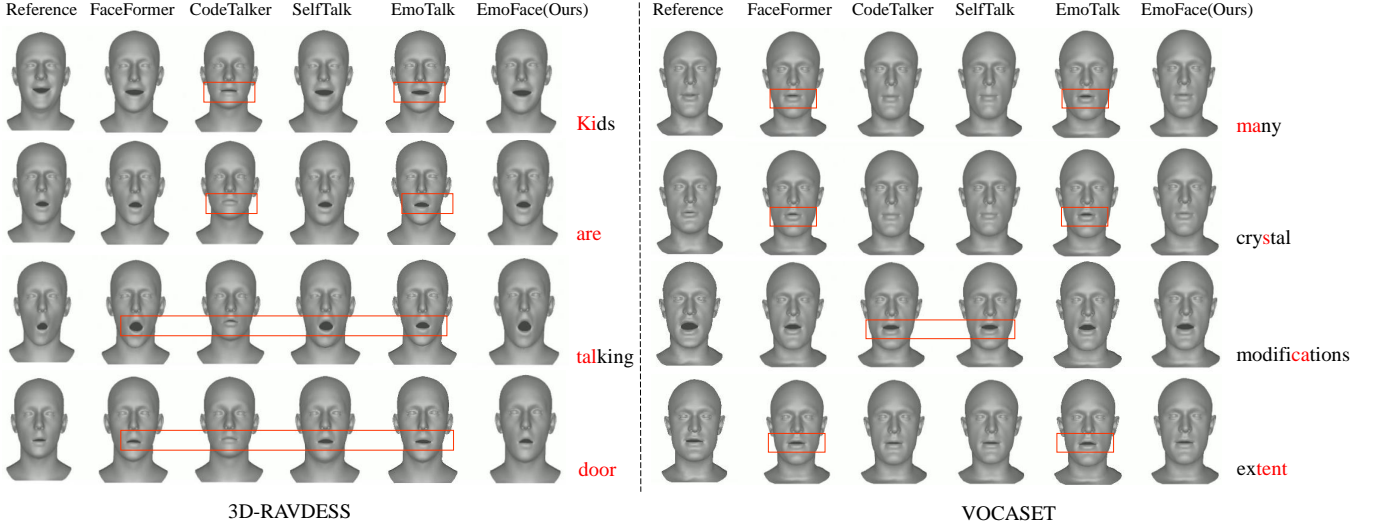 Reference FaceFormer CodeTalker SelfTalk EmoTalk EmoFace(Ours)
Kids
are
talking
door
3D-RAVDESS
Reference FaceFormer CodeTalker SelfTalk EmoTalk EmoFace(Ours)
many
crystal
modifications
extent
VOCASET